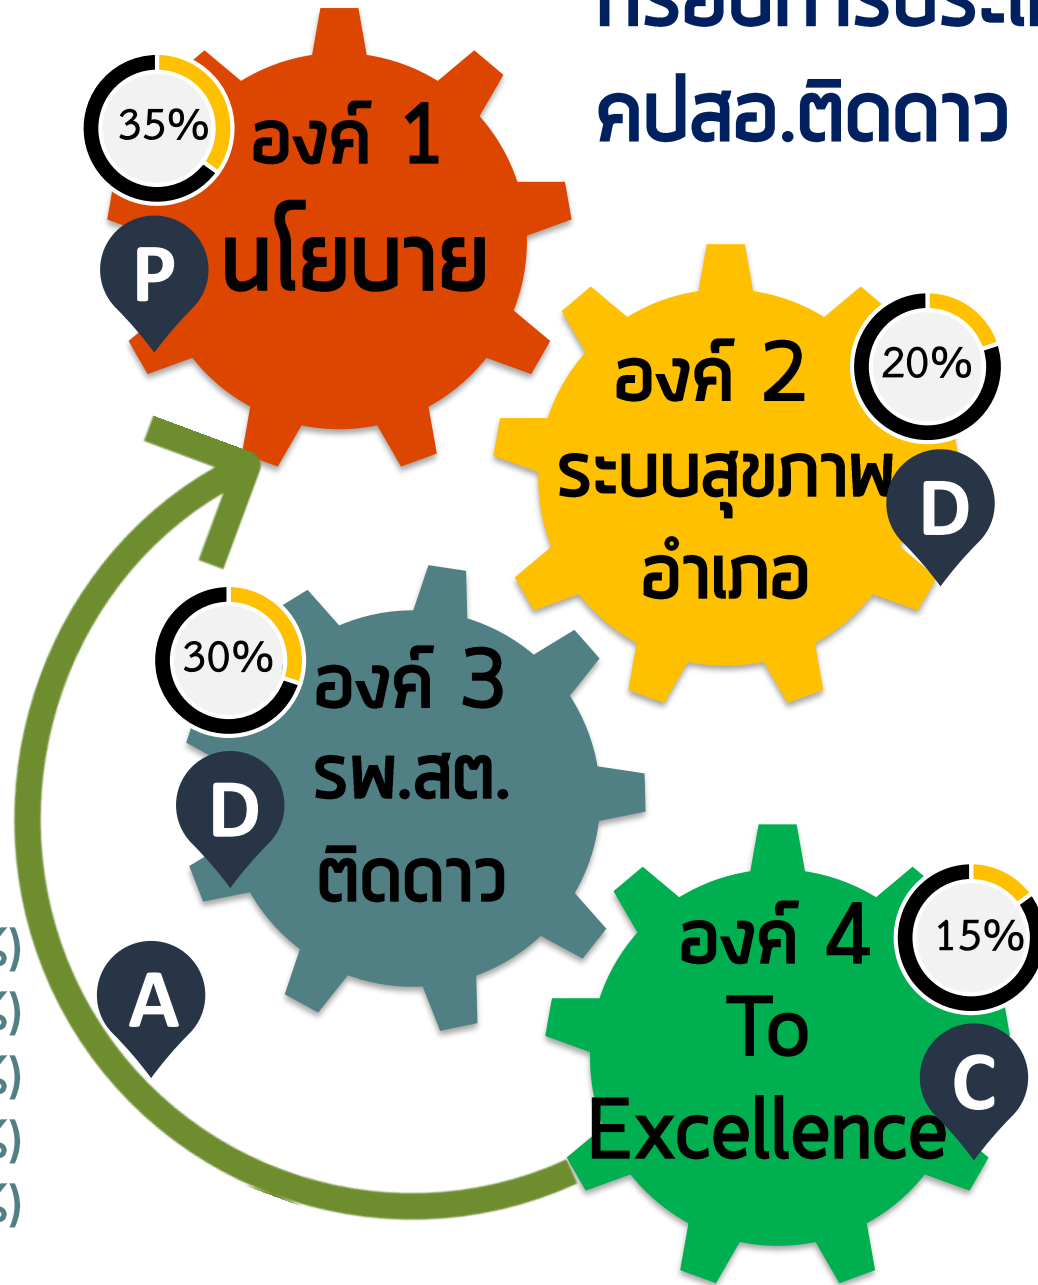 คปสอ.ติดดาว
35%
องค์ 1
นโยบาย
P
องค์ 2
ระบบสุขภาพ
อำเภอ
20%
D
30%
องค์ 3
รพ.สต.
ติดดาว
D
องค์ 4
To
Excellence
15%
C
A